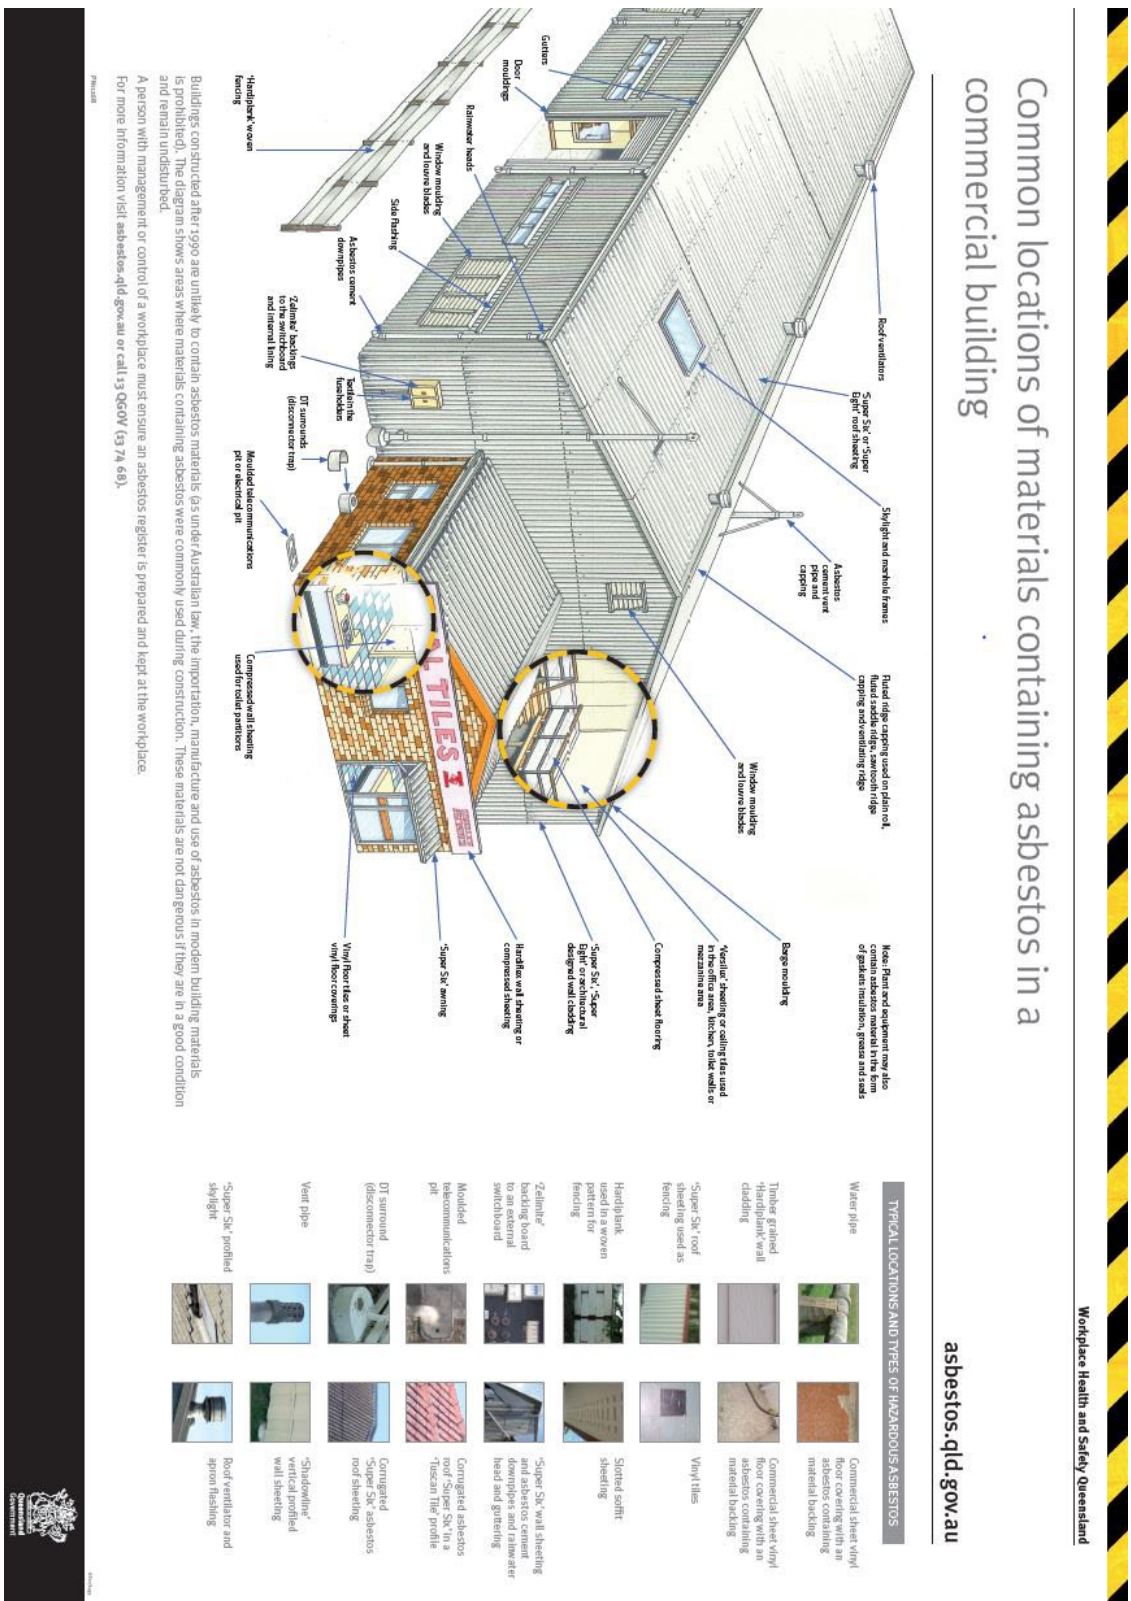 Workplace Health and Safety Queensland
Common locations of materials containing asbestos in a
commercial building
asbestos.qld.gov.au
Gutters
Door
mouldings
Rainwater heads
Window moulding
and louvre blades
Side flashing
Asbestos cement
downpipes
'Zelimite' backings
to the switchboard
and internal lining
Textile in the
fuse holders
DT surrounds
(disconnector trap)
Moulded telecommunications
pit or electrical pit
'Hardiplank' woven
fencing
Roof ventilators
'Super Six' or 'Super
Eight' roof sheeting
Skylight and manhole frames
Asbestos
cement vent
pipe and
capping
Fluted ridge capping used on plain roll,
fluted saddle ridge, sawtooth ridge
capping and ventilating ridge
Window moulding
and louvre blades
Note: Plant and equipment may also
contain asbestos material in the form
of gaskets insulation, grease and seals
Barge moulding
'Versilux' sheeting or ceiling tiles used
in the office area, kitchen, toilet walls or
mezzanine area
Compressed sheet flooring
'Super Six', 'Super
Eight' or architectural
designed wall cladding
Hardiflex wall sheeting or
compressed sheeting
'Super Six' awning
Vinyl floor tiles or sheet
vinyl floor coverings
Compressed wall sheeting
used for toilet partitions
L TILES
TYPICAL LOCATIONS AND TYPES OF HAZARDOUS ASBESTOS
Water pipe
Commercial sheet vinyl
floor covering with an
asbestos containing
material backing
Timber grained
'Hardiplank' wall
cladding
Commercial sheet vinyl
floor covering with an
asbestos containing
material backing
'Super Six' roof
sheeting used as
fencing
Vinyl tiles
Hardiplank
used in a woven
pattern for
fencing
Slotted soffit
sheeting
'Zelimite'
backing board
to an external
switchboard
'Super Six' wall sheeting
and asbestos cement
downpipes and rainwater
head and guttering
Moulded
telecommunications
pit
Corrugated asbestos
roof 'Super Six' in a
'Tuscan Tile' profile
DT surround
(disconnector trap)
Corrugated
'Super Six' asbestos
roof sheeting
Vent pipe
'Shadowline'
vertical profiled
wall sheeting
'Super Six' profiled
skylight
Roof ventilator and
apron flashing
Buildings constructed after 1990 are unlikely to contain asbestos materials (as under Australian law, the importation, manufacture and use of asbestos in modern building materials
is prohibited). The diagram shows areas where materials containing asbestos were commonly used during construction. These materials are not dangerous if they are in a good condition
and remain undisturbed.
A person with management or control of a workplace must ensure an asbestos register is prepared and kept at the workplace.
For more information visit asbestos.qld.gov.au or call 13 QGOV (13 74 68).
Queensland
Government